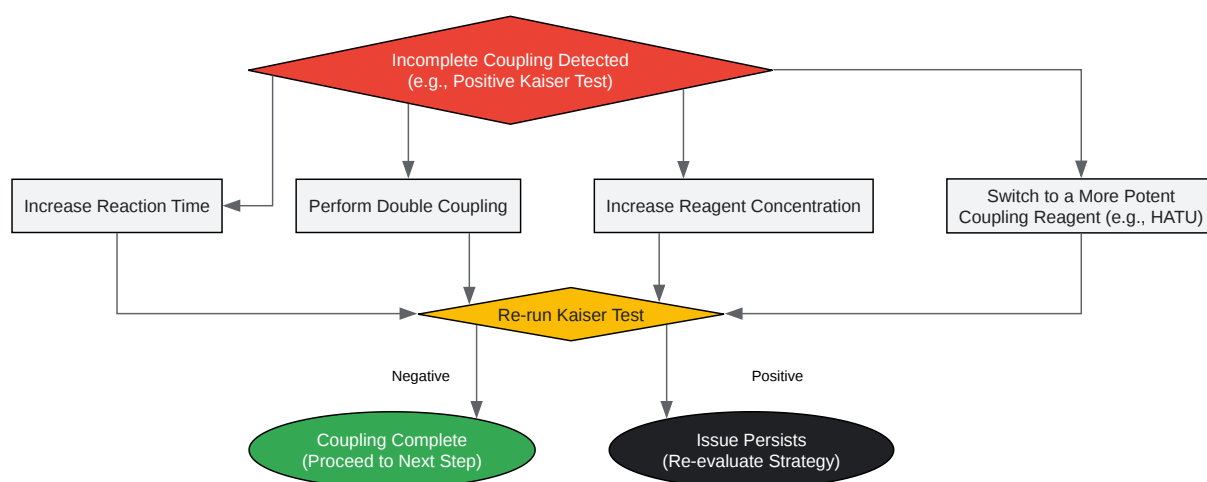 Incomplete Coupling Detected
(e.g., Positive Kaiser Test)
Increase Reaction Time
Perform Double Coupling
Increase Reagent Concentration
Switch to a More Potent
Coupling Reagent (e.g., HATU)
Re-run Kaiser Test
Negative
Positive
Coupling Complete
(Proceed to Next Step)
Issue Persists
(Re-evaluate Strategy)